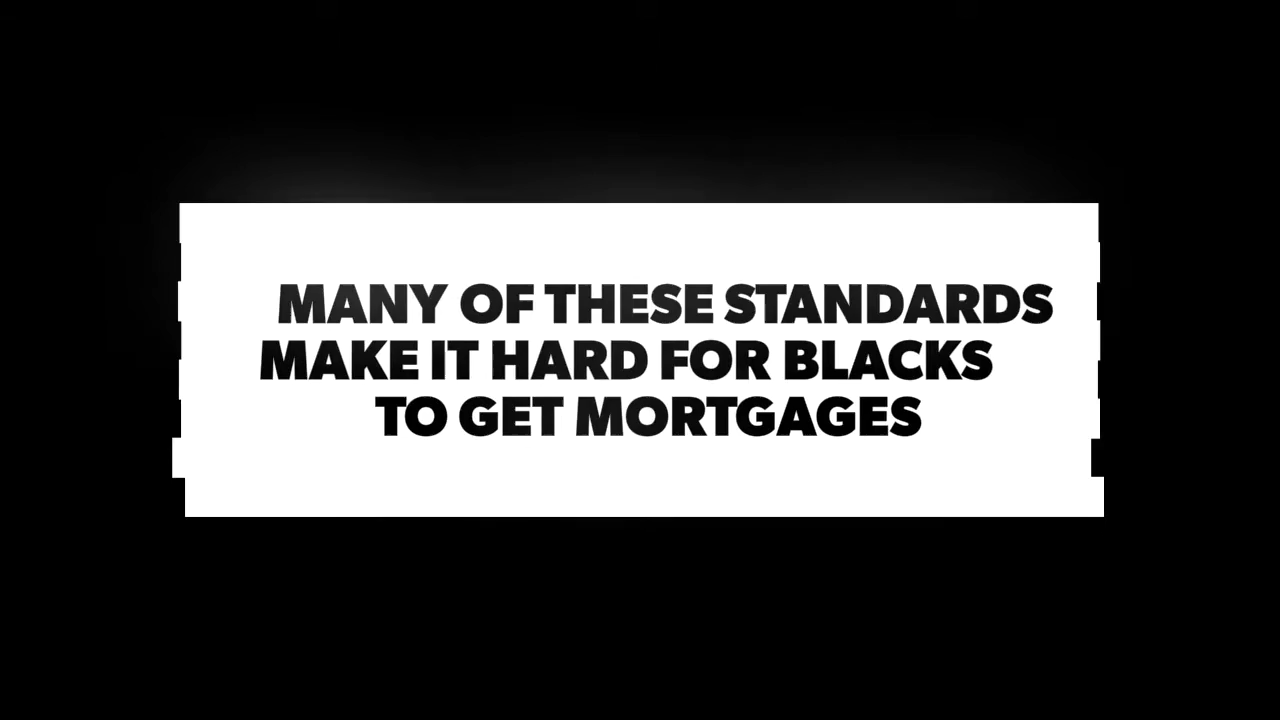 MANY OF THESE STANDARDS
MAKE IT HARD FOR BLACKS
TO GET MORTGAGES